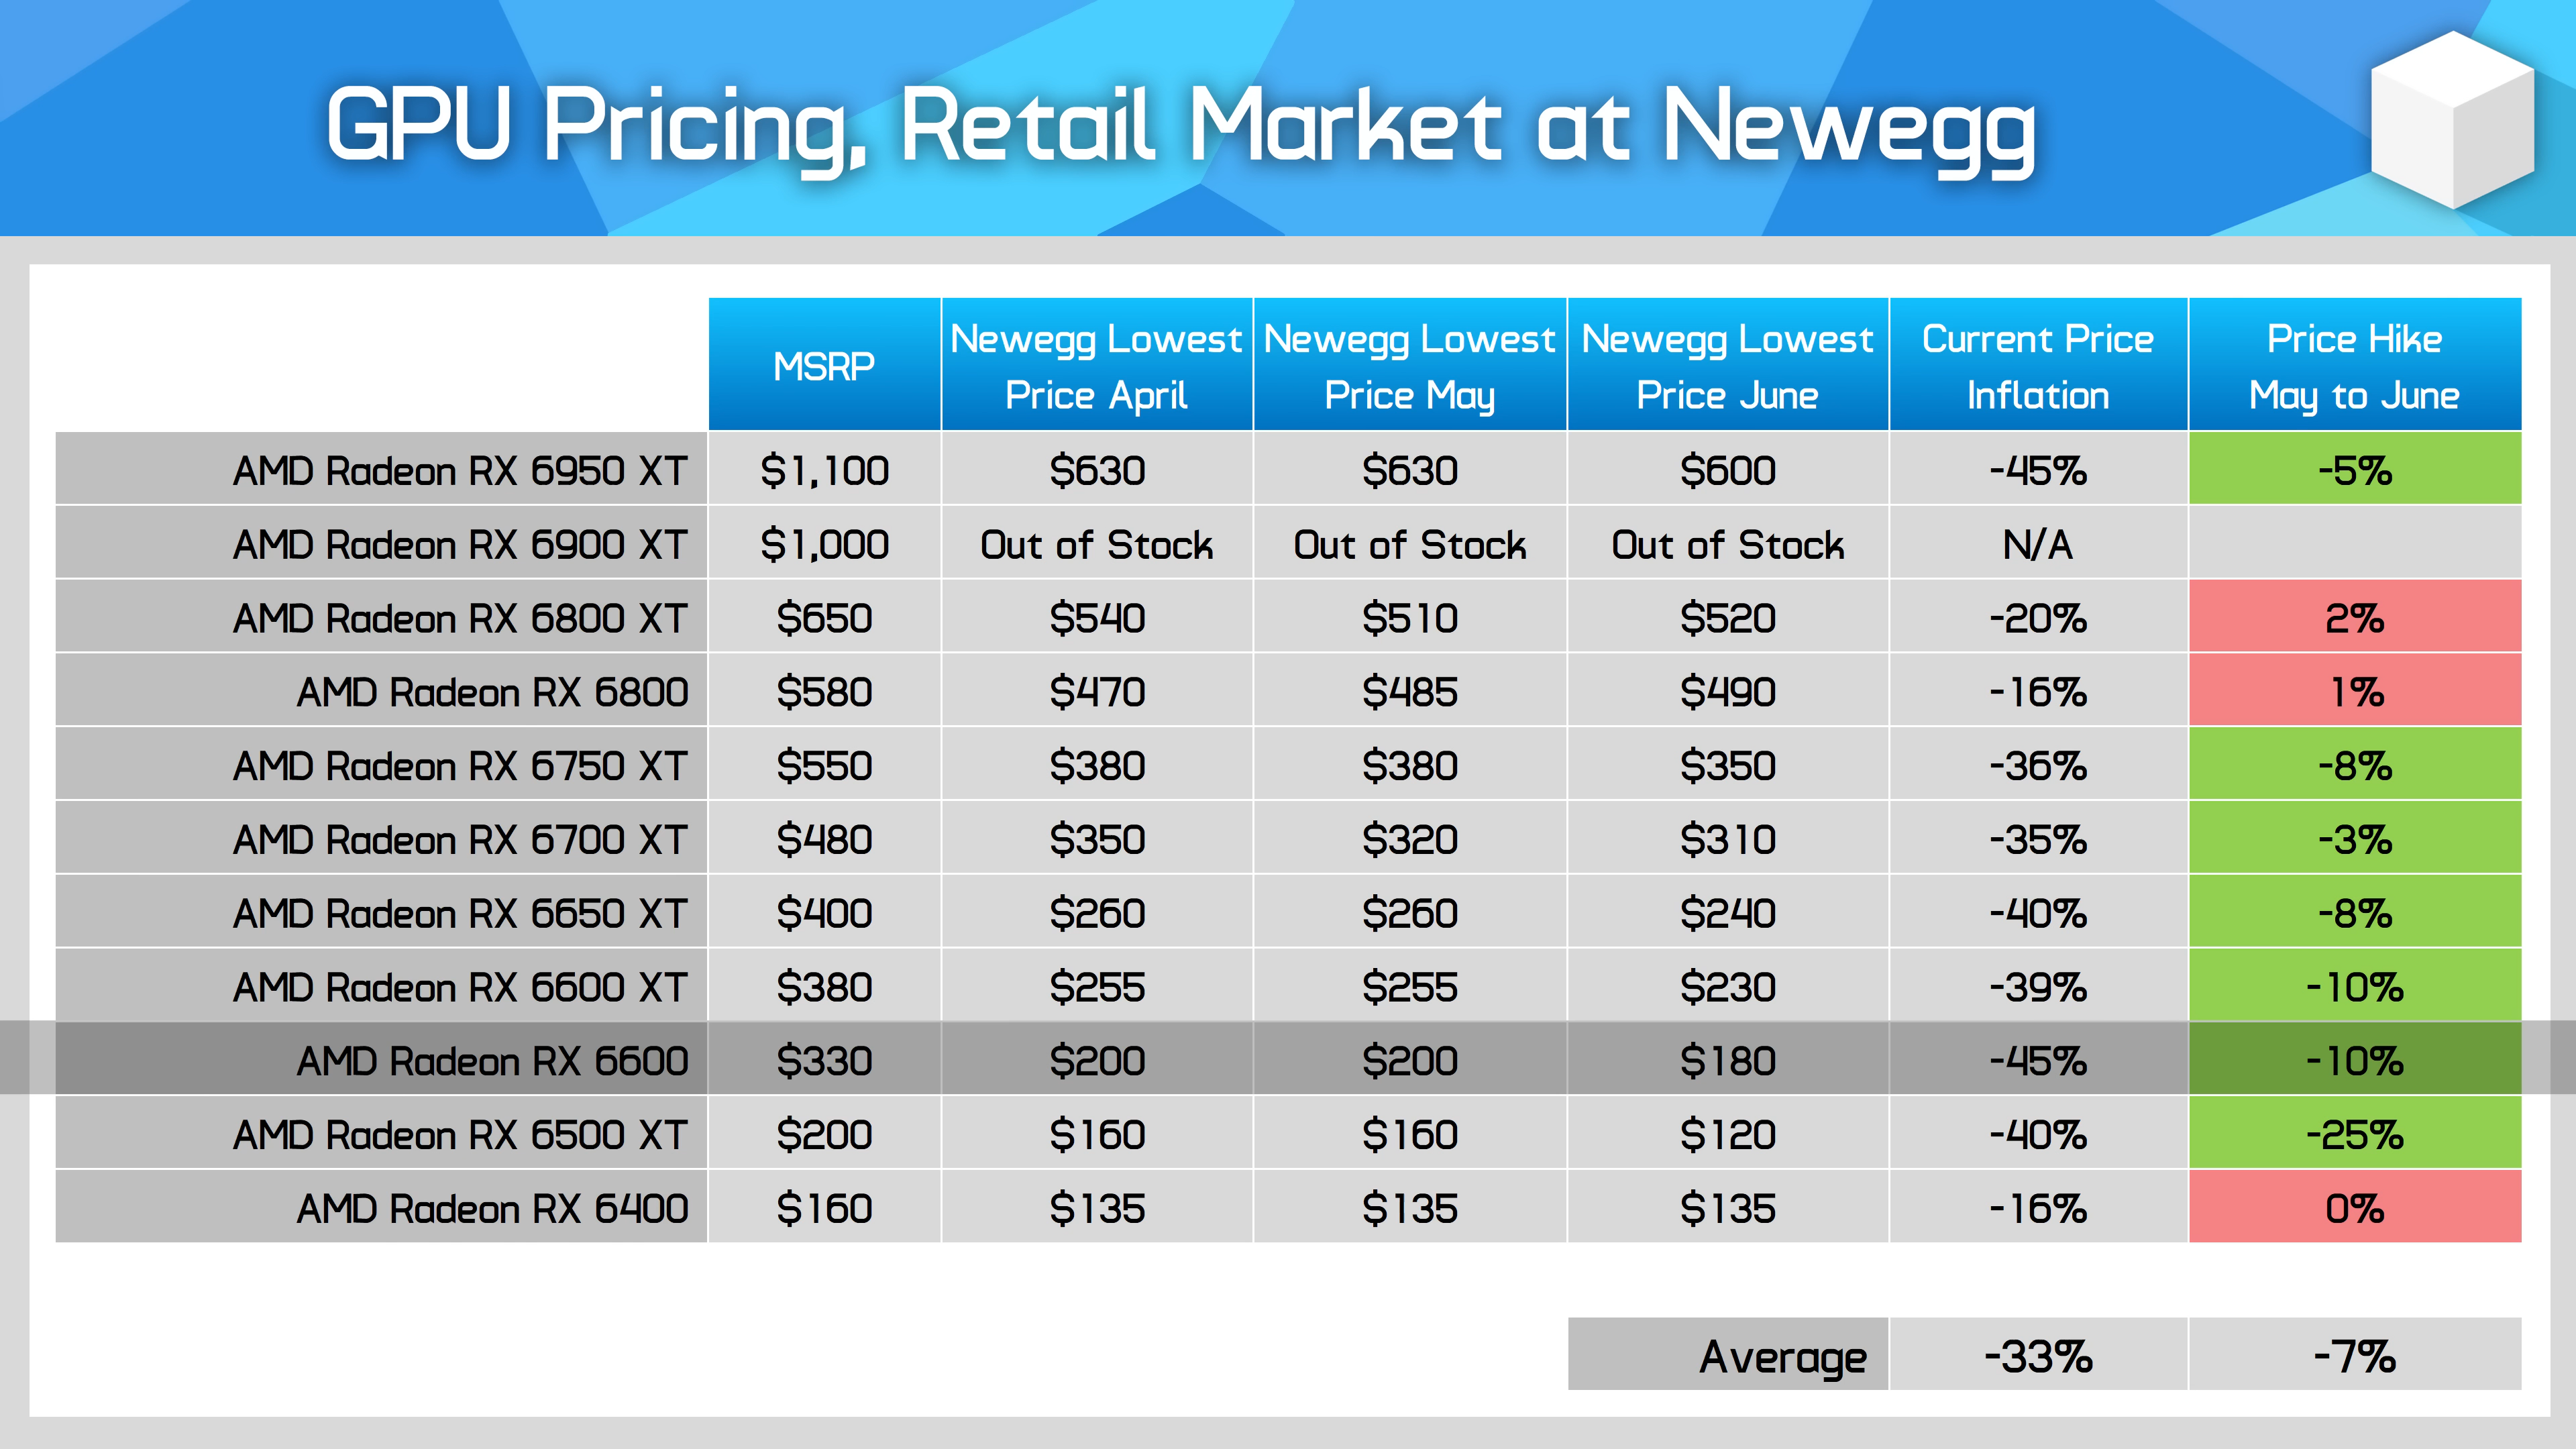 GPU Pricing, Retail Market at Newegg
MSRP
Newegg Lowest Price April
Newegg Lowest Price May
Newegg Lowest Price June
Current Price Inflation
Price Hike May to June
AMD Radeon RX 6950 XT $1,100 $630 $630 $600 -45% -5%
AMD Radeon RX 6900 XT $1,000 Out of Stock Out of Stock Out of Stock N/A
AMD Radeon RX 6800 XT $650 $540 $510 $520 -20% 2%
AMD Radeon RX 6800 $580 $470 $485 $490 -16% 1%
AMD Radeon RX 6750 XT $550 $380 $380 $350 -36% -8%
AMD Radeon RX 6700 XT $480 $350 $320 $310 -35% -3%
AMD Radeon RX 6650 XT $400 $260 $260 $240 -40% -8%
AMD Radeon RX 6600 XT $380 $255 $255 $230 -39% -10%
AMD Radeon RX 6600 $330 $200 $200 $180 -45% -10%
AMD Radeon RX 6500 XT $200 $160 $160 $120 -40% -25%
AMD Radeon RX 6400 $160 $135 $135 $135 -16% 0%
Average -33% -7%